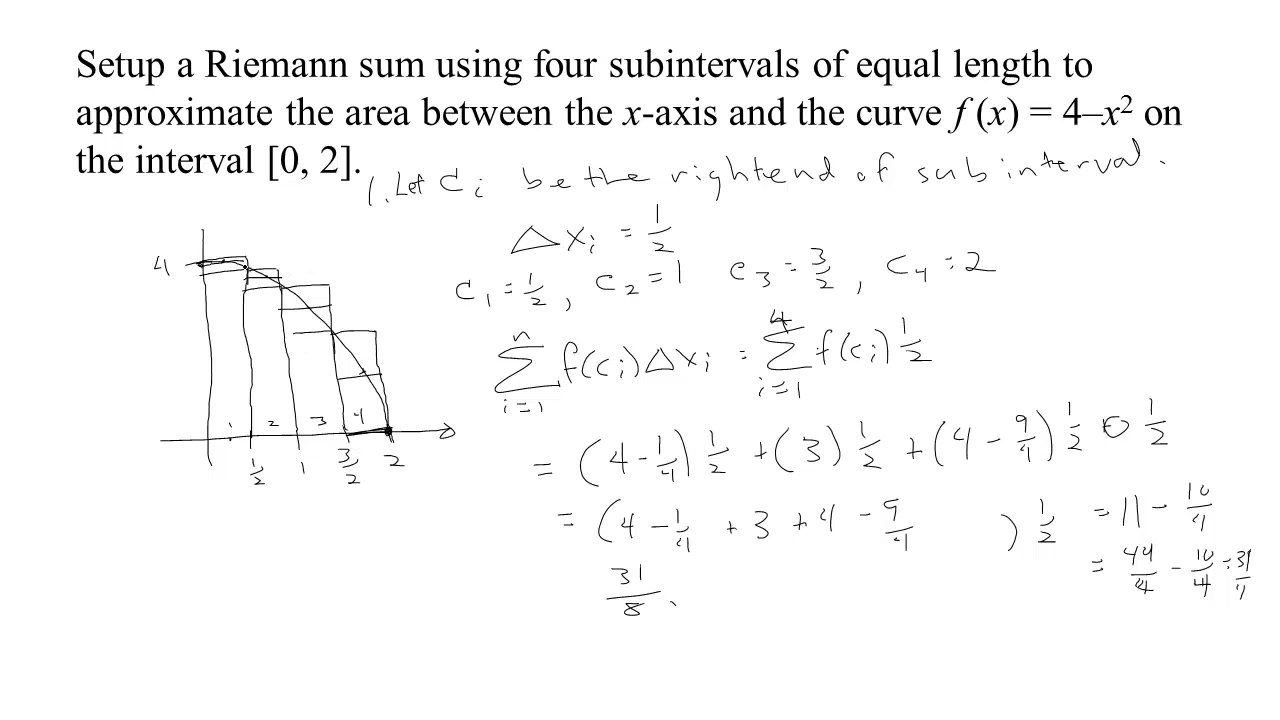 Setup a Riemann sum using four subintervals of equal length to
approximate the area between the x-axis and the curve f (x) = 4–x² on
the interval [0, 2].
1. Let Cᵢ be the rightend of subinterval.
△xᵢ = 1/2
C₁ = 1/2, C₂ = 1 C₃ = 3/2, C₄ = 2
4
n∑i=1 f(cᵢ)△xᵢ = 4∑i=1 f(cᵢ) 1/2
1 2 3 4
1/2 1 3/2 2
= (4 - 1/4) 1/2 + (3) 1/2 + (4 - 9/4) 1/2 0 1/2
= (4 - 1/4 + 3 + 4 - 9/4 ) 1/2 = 11 - 10/4
= 44/4 - 10/4 = 31/4
31/8 .